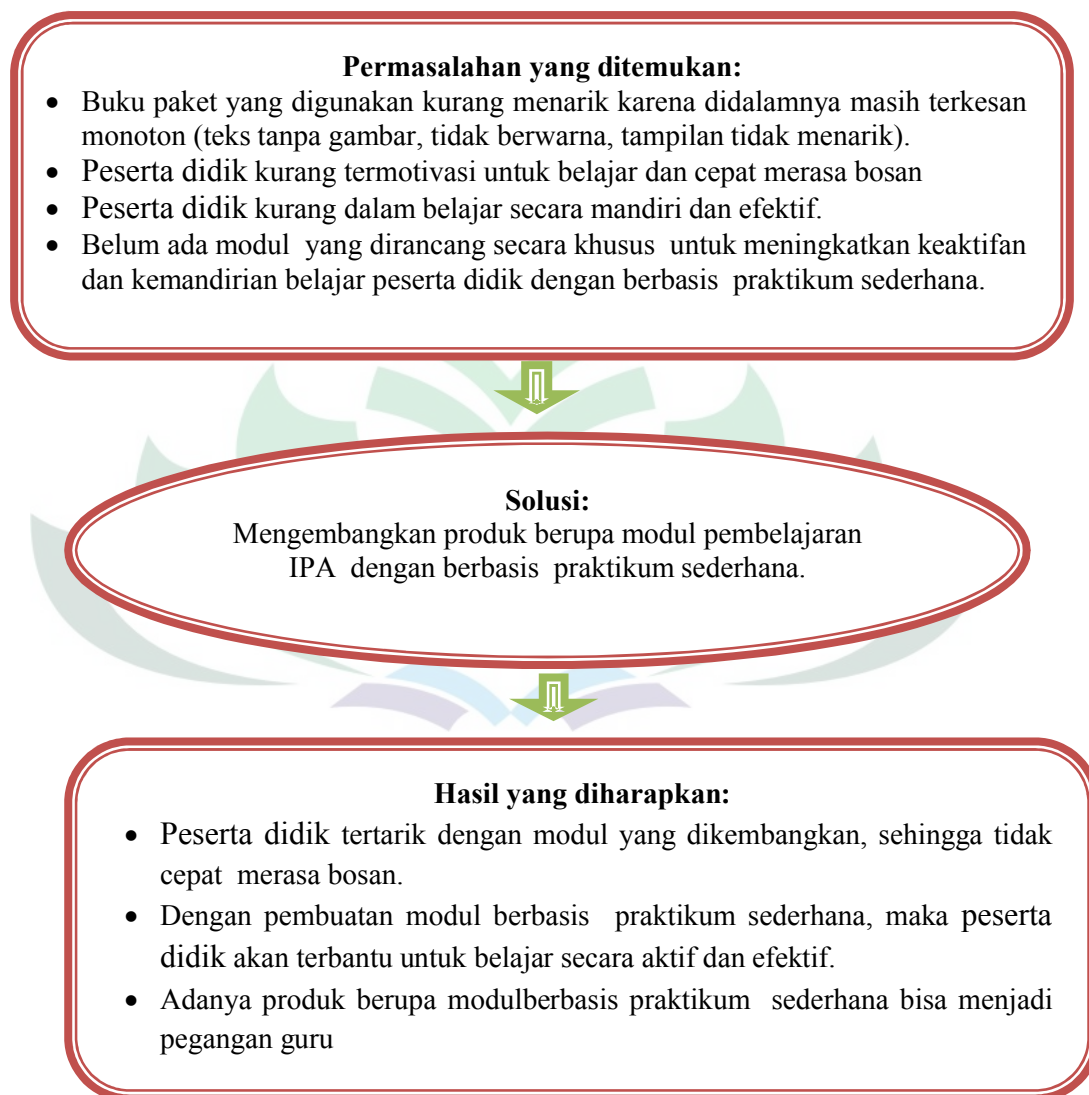 Permasalahan yang ditemukan:
• Buku paket yang digunakan kurang menarik karena didalamnya masih terkesan
monoton (teks tanpa gambar, tidak berwarna, tampilan tidak menarik).
• Peserta didik kurang termotivasi untuk belajar dan cepat merasa bosan
• Peserta didik kurang dalam belajar secara mandiri dan efektif.
• Belum ada modul yang dirancang secara khusus untuk meningkatkan keaktifan
dan kemandirian belajar peserta didik dengan berbasis praktikum sederhana.
Solusi:
Mengembangkan produk berupa modul pembelajaran
IPA dengan berbasis praktikum sederhana.
Hasil yang diharapkan:
• Peserta didik tertarik dengan modul yang dikembangkan, sehingga tidak
cepat merasa bosan.
• Dengan pembuatan modul berbasis praktikum sederhana, maka peserta
didik akan terbantu untuk belajar secara aktif dan efektif.
• Adanya produk berupa modulberbasis praktikum sederhana bisa menjadi
pegangan guru